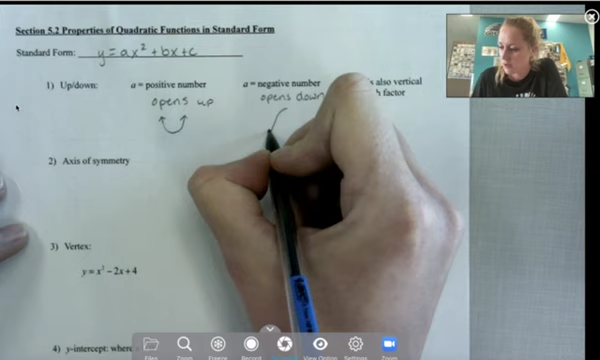 Section 5.2 Properties of Quadratic Functions in Standard Form
Standard Form: y = ax² + bx + c
1) Up/down: a = positive number a = negative number also vertical
opens up opens down factor
2) Axis of symmetry
3) Vertex:
y = x² – 2x + 4
4) y-intercept: where
Files Zoom Freeze Record View Option Settings Zoom